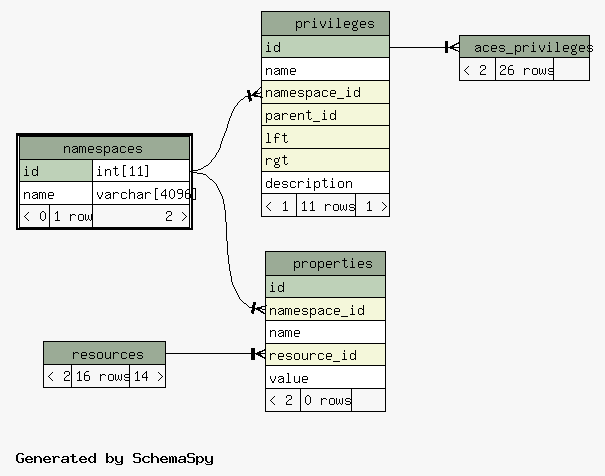 privileges
id
name
namespace_id
parent_id
lft
rgt
description
< 1 11 rows 1 >
aces_privileges
< 2 26 rows
namespaces
id int[11]
name varchar[4096]
< 0 1 row 2 >
properties
id
namespace_id
name
resource_id
value
< 2 0 rows
resources
< 2 16 rows 14 >
Generated by SchemaSpy